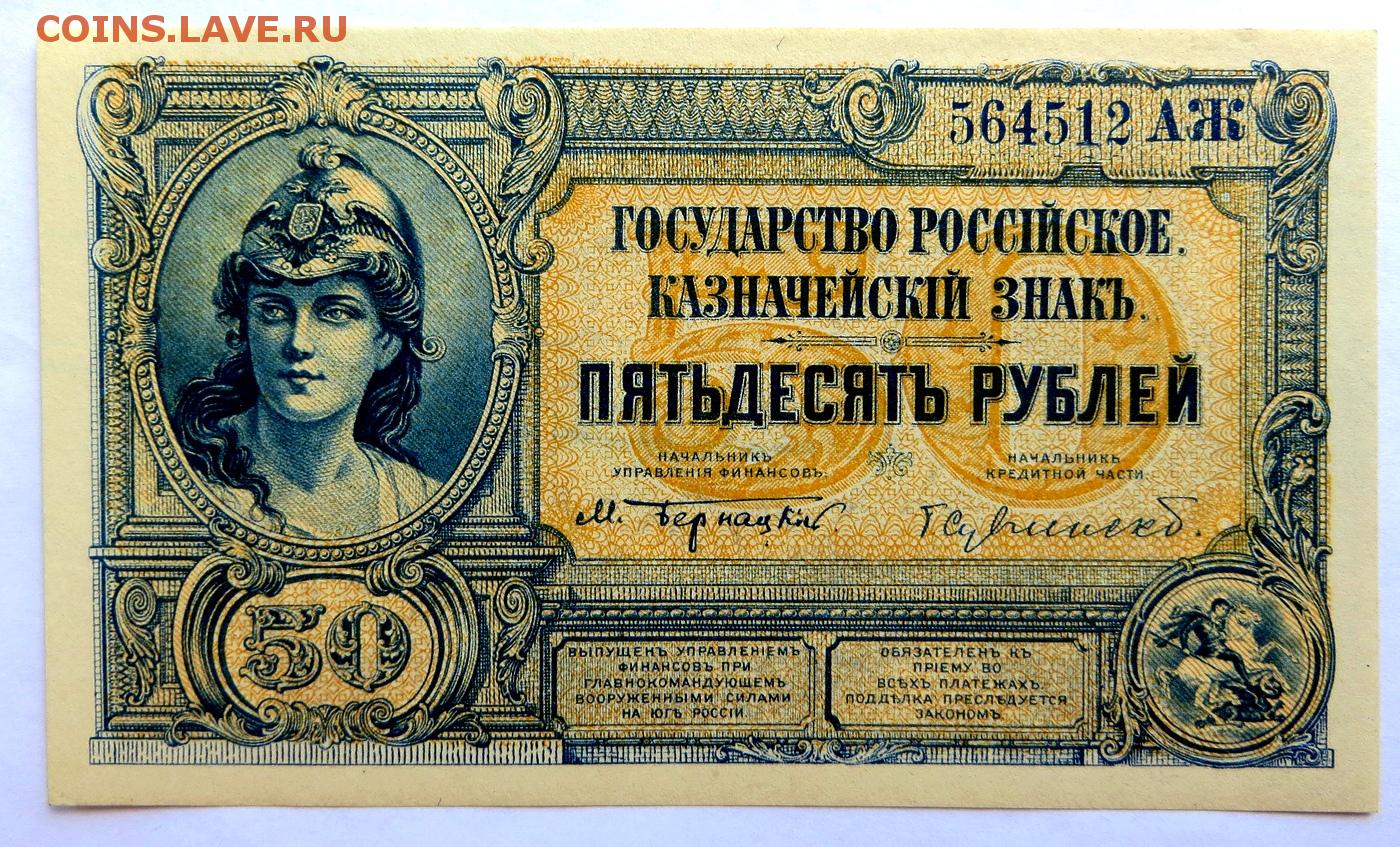 COINS.LAVE.RU
564512 АЖ
ГОСУДАРСТВО РОССІЙСКОЕ.
КАЗНАЧЕЙСКІЙ ЗНАКЪ.
50
ПЯТЬДЕСЯТЪ РУБЛЕЙ
НАЧАЛЬНИКЪ
УПРАВЛЕНІЯ ФИНАНСОВЪ.
НАЧАЛЬНИКЪ
КРЕДИТНОЙ ЧАСТИ.
М. Бернацкій.
50
ВЫПУЩЕНЪ УПРАВЛЕНІЕМЪ
ФИНАНСОВЪ ПРИ
ГЛАВНОКОМАНДУЮЩЕМЪ
ВООРУЖЕННЫМИ СИЛАМИ
НА ЮГѢ РОССІИ.
ОБЯЗАТЕЛЕНЪ КЪ
ПРІЕМУ ВО
ВСѢХЪ ПЛАТЕЖАХЪ.
ПОДДѢЛКА ПРЕСЛѢДУЕТСЯ
ЗАКОНОМЪ.